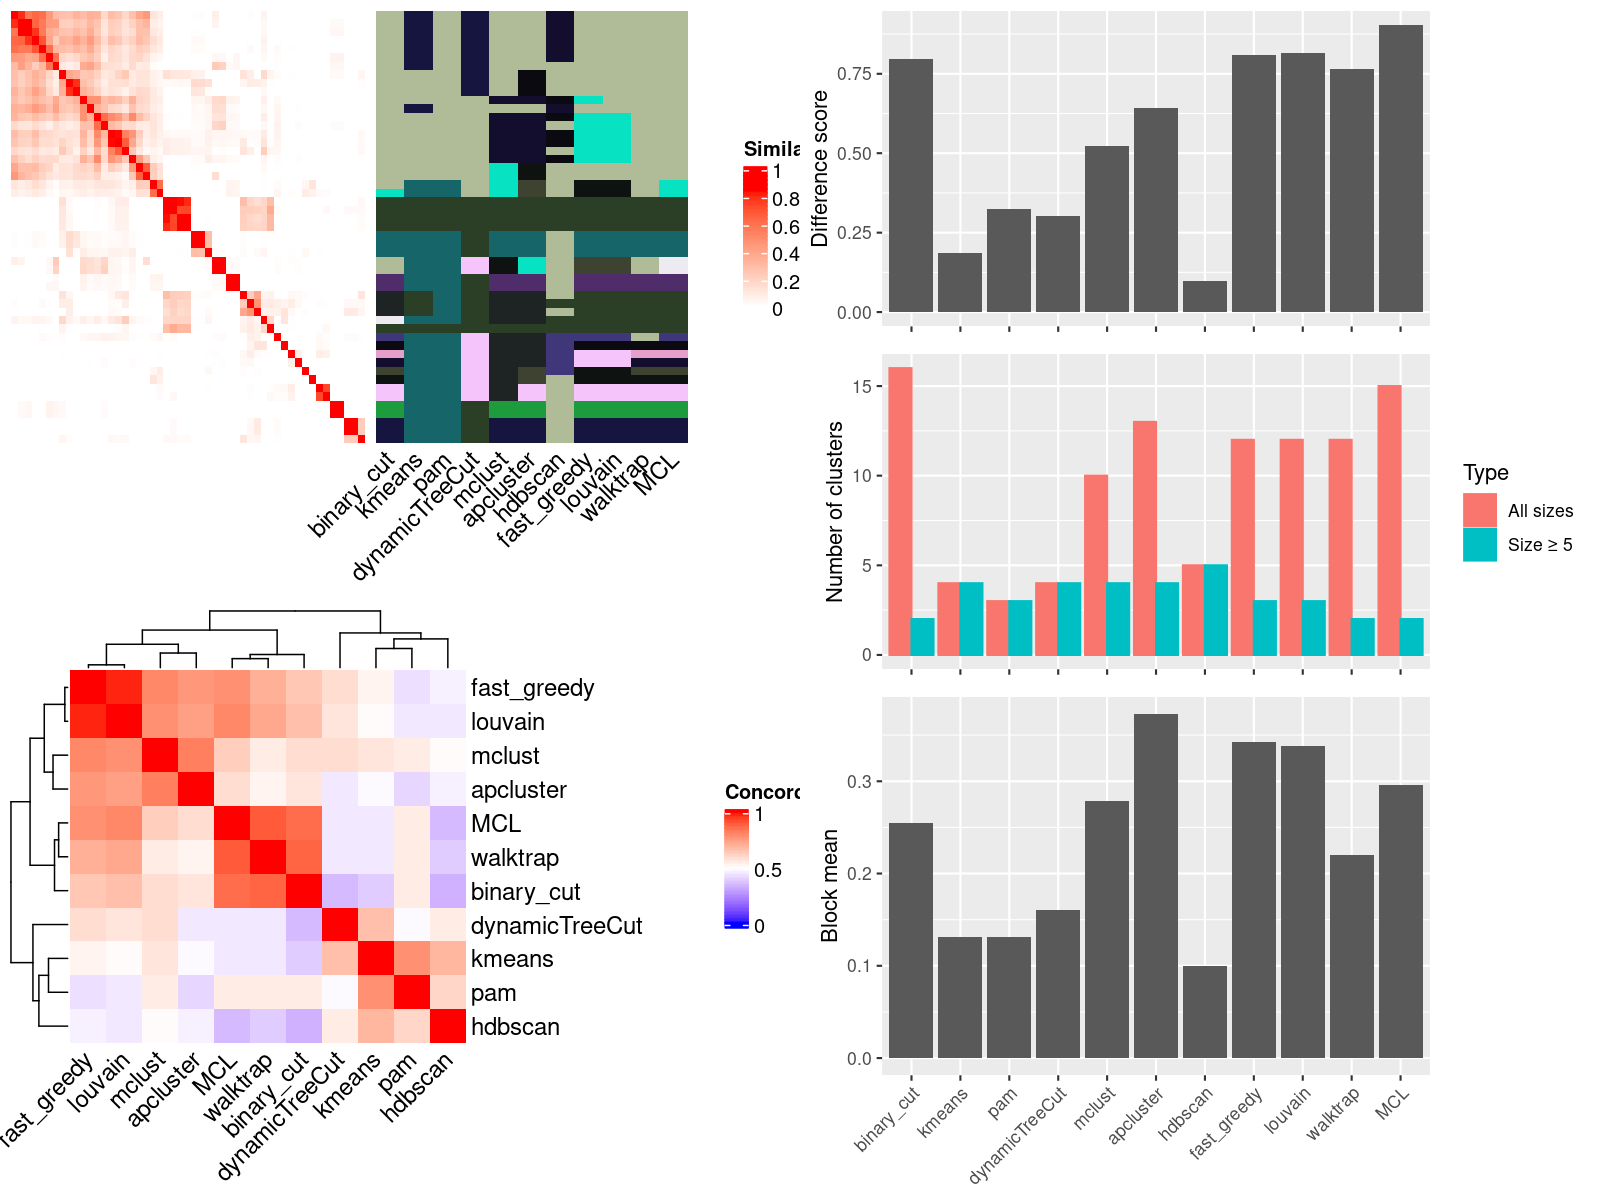 Simila
1
0.8
0.6
0.4
0.2
0
binary_cut
kmeans
pam
dynamicTreeCut
mclust
apcluster
hdbscan
fast_greedy
louvain
walktrap
MCL
fast_greedy
louvain
mclust
apcluster
MCL
walktrap
binary_cut
dynamicTreeCut
kmeans
pam
hdbscan
fast_greedy
louvain
mclust
apcluster
MCL
walktrap
binary_cut
dynamicTreeCut
kmeans
pam
hdbscan
Concord
1
0.5
0
Difference score
0.75
0.50
0.25
0.00
Number of clusters
15
10
5
0
Type
All sizes
Size ≥ 5
Block mean
0.3
0.2
0.1
0.0
binary_cut
kmeans
pam
dynamicTreeCut
mclust
apcluster
hdbscan
fast_greedy
louvain
walktrap
MCL